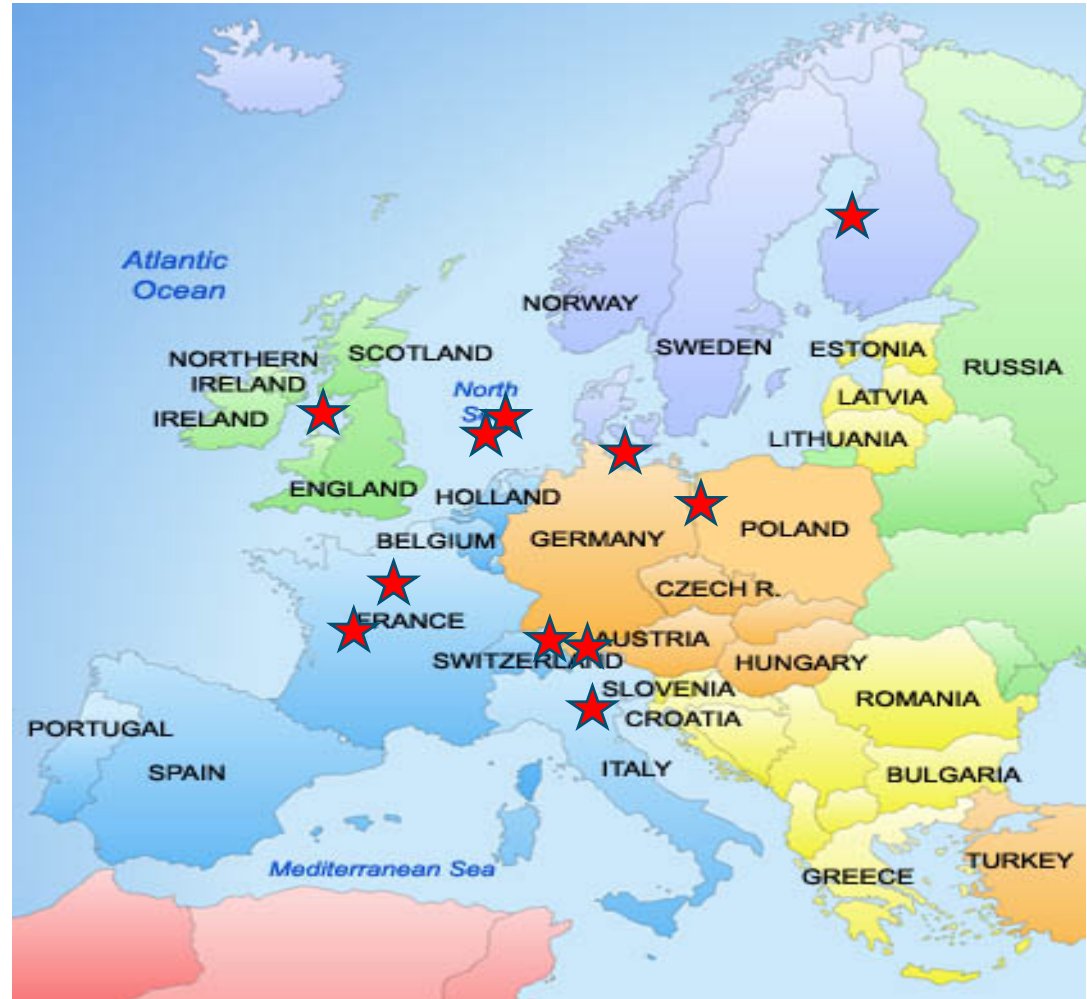 Atlantic
Ocean
NORWAY
SWEDEN
ESTONIA
RUSSIA
LATVIA
LITHUANIA
NORTHERN
IRELAND
SCOTLAND
IRELAND
North
ENGLAND
HOLLAND
BELGIUM
GERMANY
POLAND
CZECH R.
FRANCE
AUSTRIA
SWITZERLAND
HUNGARY
SLOVENIA
CROATIA
ROMANIA
PORTUGAL
SPAIN
ITALY
BULGARIA
Mediterranean Sea
GREECE
TURKEY